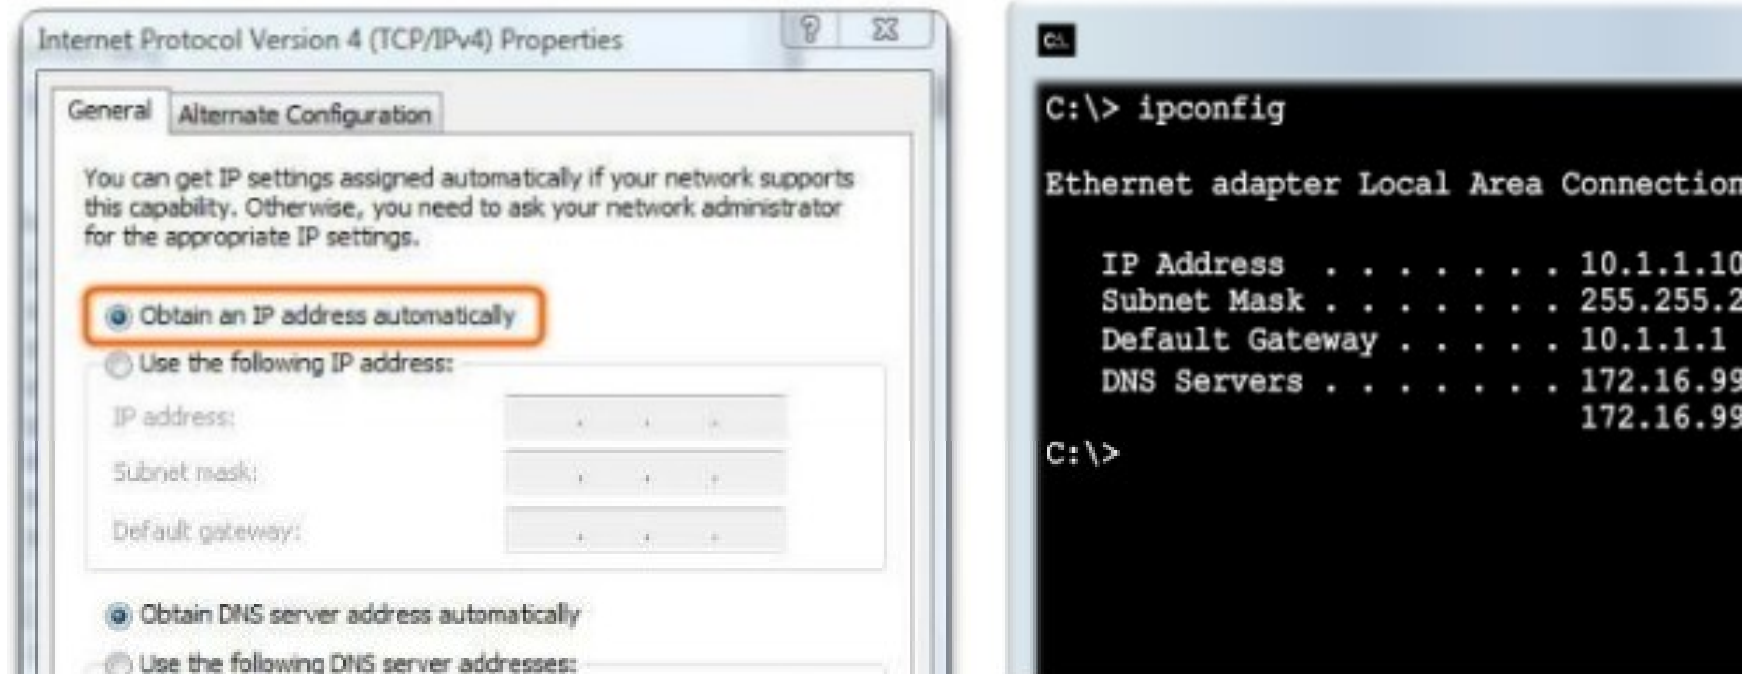 Internet Protocol Version 4 (TCP/IPv4) Properties
General
Alternate Configuration
You can get IP settings assigned automatically if your network supports
this capability. Otherwise, you need to ask your network administrator
for the appropriate IP settings.
Obtain an IP address automatically
Use the following IP address:
IP address:
Subnet mask:
Default gateway:
Obtain DNS server address automatically
Use the following DNS server addresses:
C:\.
C:\> ipconfig
Ethernet adapter Local Area Connection
IP Address . . . . . . . 10.1.1.10
Subnet Mask . . . . . . . 255.255.2
Default Gateway . . . . . 10.1.1.1
DNS Servers . . . . . . . 172.16.99
172.16.99
C:\>